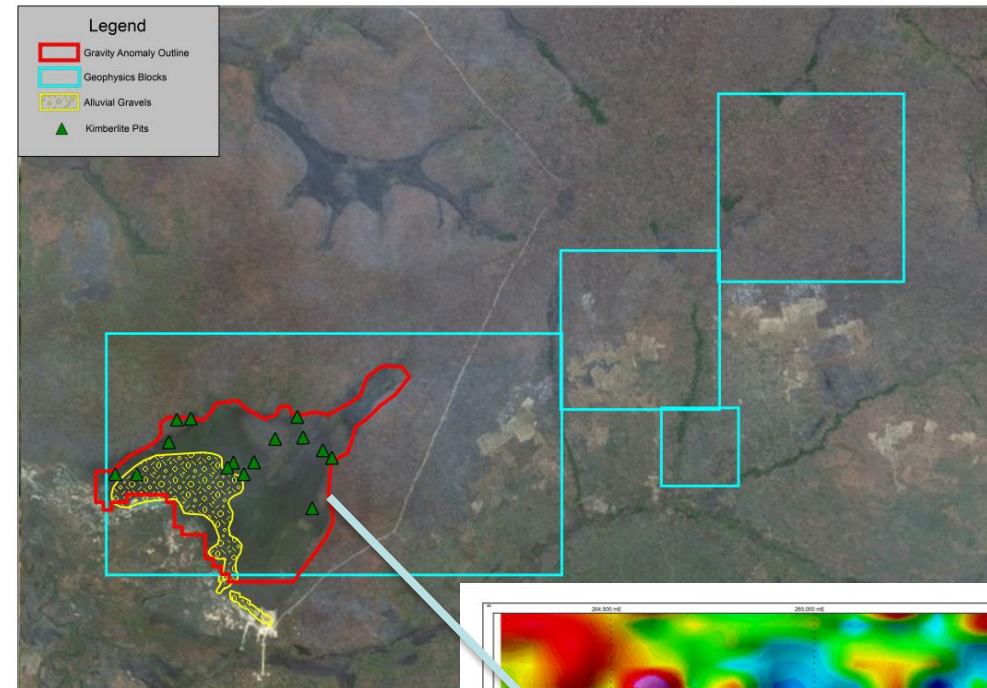 Legend
Gravity Anomaly Outline
Geophysics Blocks
Alluvial Gravels
Kimberlite Pits
264,500 mE
265,000 mE